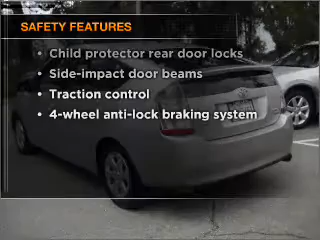 SAFETY FEATURES
• Child protector rear door locks
• Side-impact door beams
• Traction control
• 4-wheel anti-lock braking system